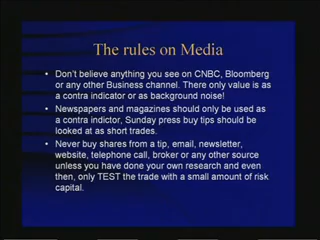 The rules on Media
• Don't believe anything you see on CNBC, Bloomberg
or any other Business channel. There only value is as
a contra indicator or as background noise!
• Newspapers and magazines should only be used as
a contra indictor, Sunday press buy tips should be
looked at as short trades.
• Never buy shares from a tip, email, newsletter,
website, telephone call, broker or any other source
unless you have done your own research and even
then, only TEST the trade with a small amount of risk
capital.